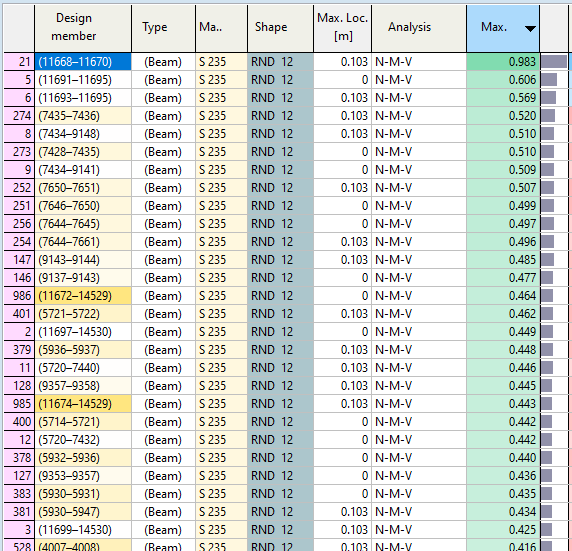 Design member Type Ma.. Shape Max. Loc. [m] Analysis Max.
21 (11668–11670) (Beam) S 235 RND 12 0.103 N-M-V 0.983
5 (11691–11695) (Beam) S 235 RND 12 0 N-M-V 0.606
6 (11693–11695) (Beam) S 235 RND 12 0.103 N-M-V 0.569
274 (7435–7436) (Beam) S 235 RND 12 0.103 N-M-V 0.520
8 (7434–9148) (Beam) S 235 RND 12 0.103 N-M-V 0.510
273 (7428–7435) (Beam) S 235 RND 12 0 N-M-V 0.510
9 (7434–9141) (Beam) S 235 RND 12 0 N-M-V 0.509
252 (7650–7651) (Beam) S 235 RND 12 0.103 N-M-V 0.507
251 (7646–7650) (Beam) S 235 RND 12 0 N-M-V 0.499
256 (7644–7645) (Beam) S 235 RND 12 0 N-M-V 0.497
254 (7644–7661) (Beam) S 235 RND 12 0.103 N-M-V 0.496
147 (9143–9144) (Beam) S 235 RND 12 0.103 N-M-V 0.485
146 (9137–9143) (Beam) S 235 RND 12 0 N-M-V 0.477
986 (11672–14529) (Beam) S 235 RND 12 0 N-M-V 0.464
401 (5721–5722) (Beam) S 235 RND 12 0.103 N-M-V 0.462
2 (11697–14530) (Beam) S 235 RND 12 0 N-M-V 0.449
379 (5936–5937) (Beam) S 235 RND 12 0.103 N-M-V 0.448
11 (5720–7440) (Beam) S 235 RND 12 0.103 N-M-V 0.446
128 (9357–9358) (Beam) S 235 RND 12 0.103 N-M-V 0.445
985 (11674–14529) (Beam) S 235 RND 12 0.103 N-M-V 0.443
400 (5714–5721) (Beam) S 235 RND 12 0 N-M-V 0.442
12 (5720–7432) (Beam) S 235 RND 12 0 N-M-V 0.442
378 (5932–5936) (Beam) S 235 RND 12 0 N-M-V 0.440
127 (9353–9357) (Beam) S 235 RND 12 0 N-M-V 0.436
383 (5930–5931) (Beam) S 235 RND 12 0 N-M-V 0.435
381 (5930–5947) (Beam) S 235 RND 12 0.103 N-M-V 0.434
3 (11699–14530) (Beam) S 235 RND 12 0.103 N-M-V 0.425
528 (4007–4008) (Beam) S 235 RND 12 0.103 N-M-V 0.416